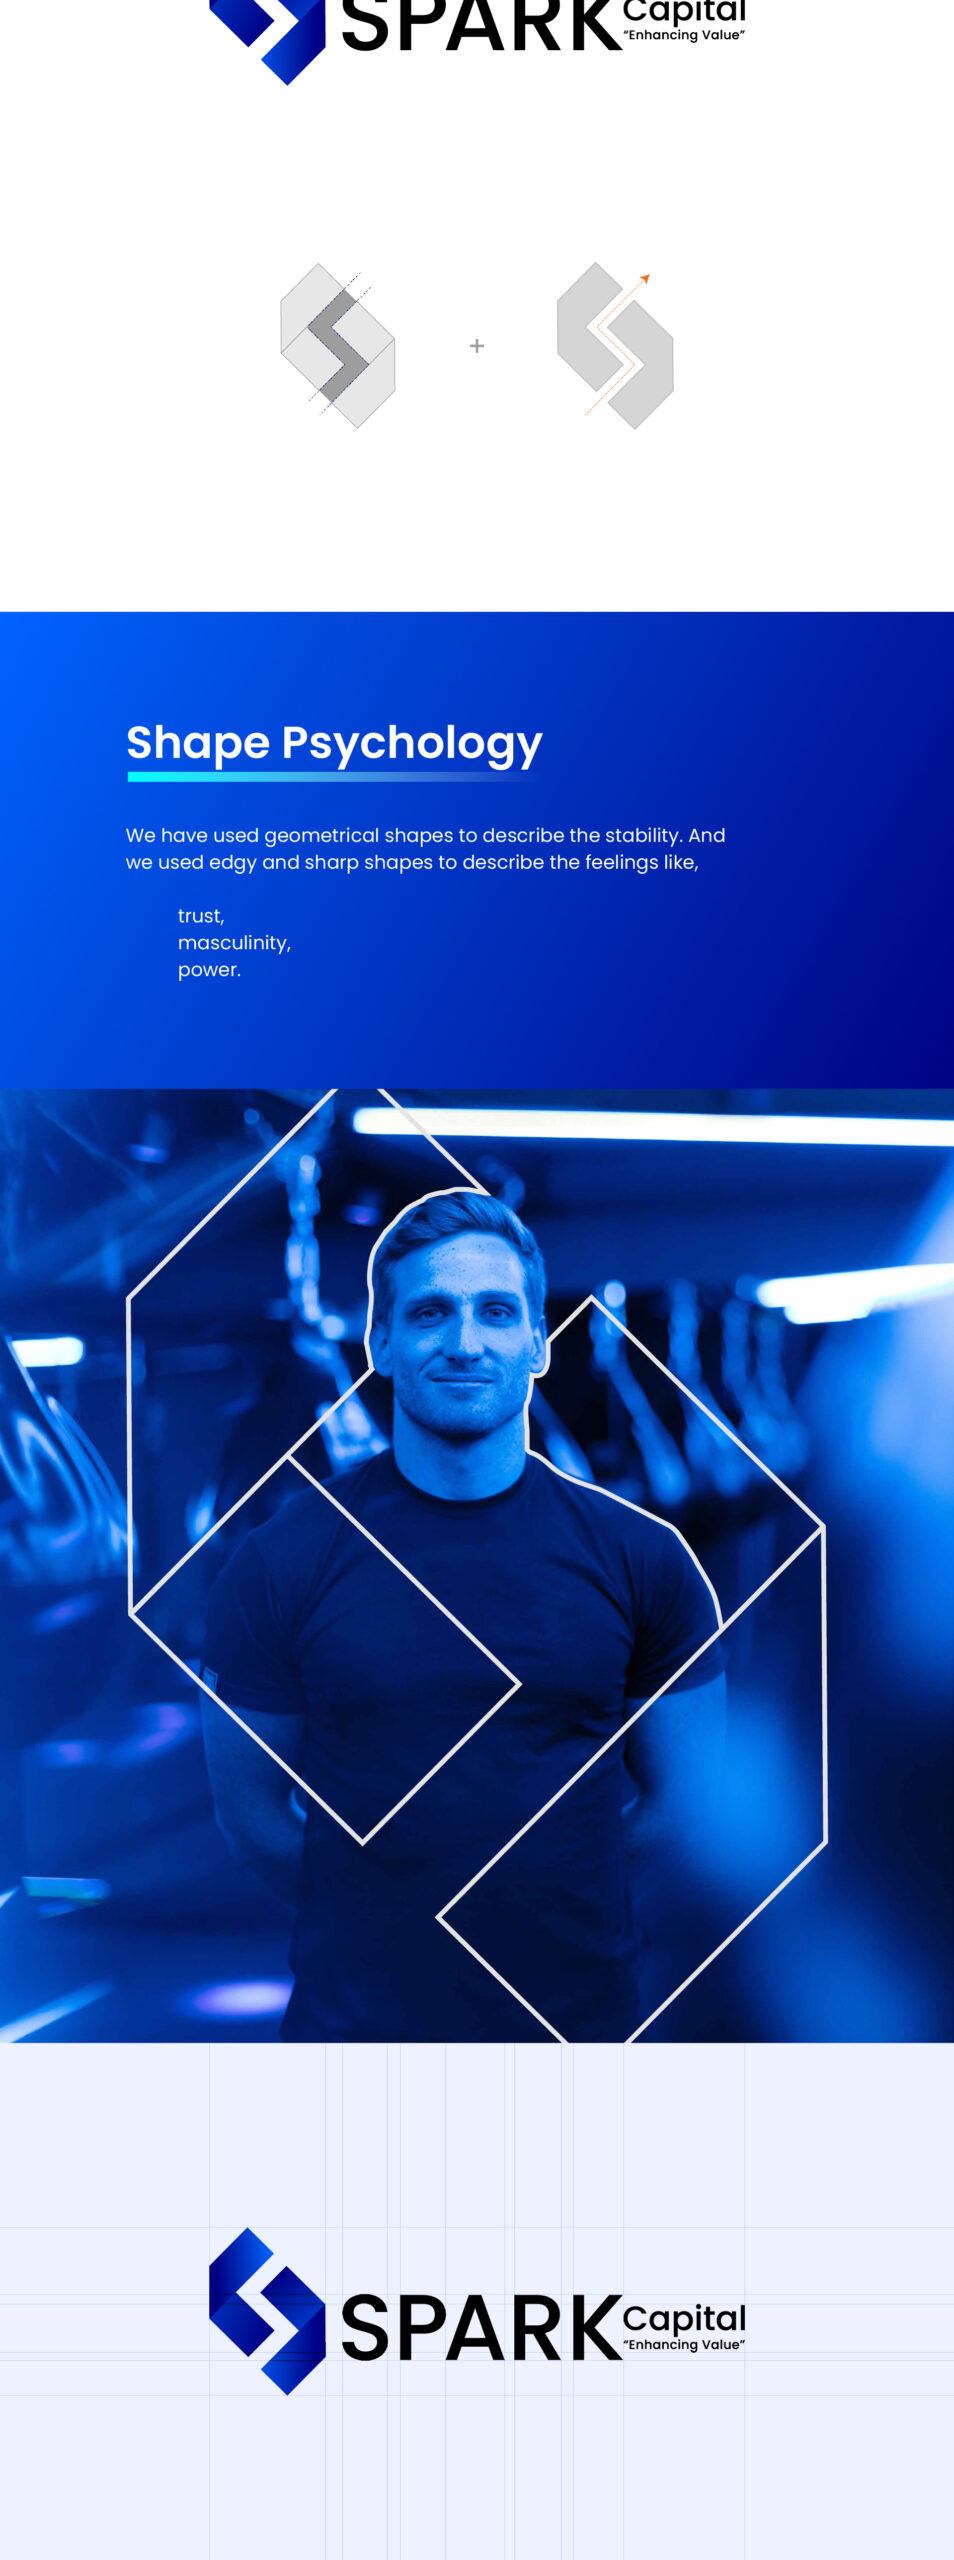 SPARK Capital
“Enhancing Value”
+
Shape Psychology
We have used geometrical shapes to describe the stability. And
we used edgy and sharp shapes to describe the feelings like,
trust,
masculinity,
power.
SPARK Capital
“Enhancing Value”